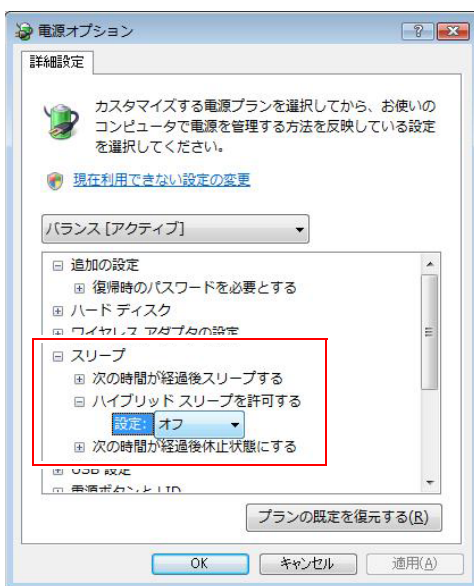 電源オプション
詳細設定
カスタマイズする電源プランを選択してから、お使いの
コンピュータで電源を管理する方法を反映している設定
を選択してください。
現在利用できない設定の変更
バランス [アクティブ]
追加の設定
復帰時のパスワードを必要とする
ハード ディスク
ワイヤレス アダプタの設定
スリープ
次の時間が経過後スリープする
ハイブリッド スリープを許可する
設定: オフ
次の時間が経過後休止状態にする
USB 設定
電源ボタンと LID
プランの既定を復元する(R)
OK キャンセル 適用(A)